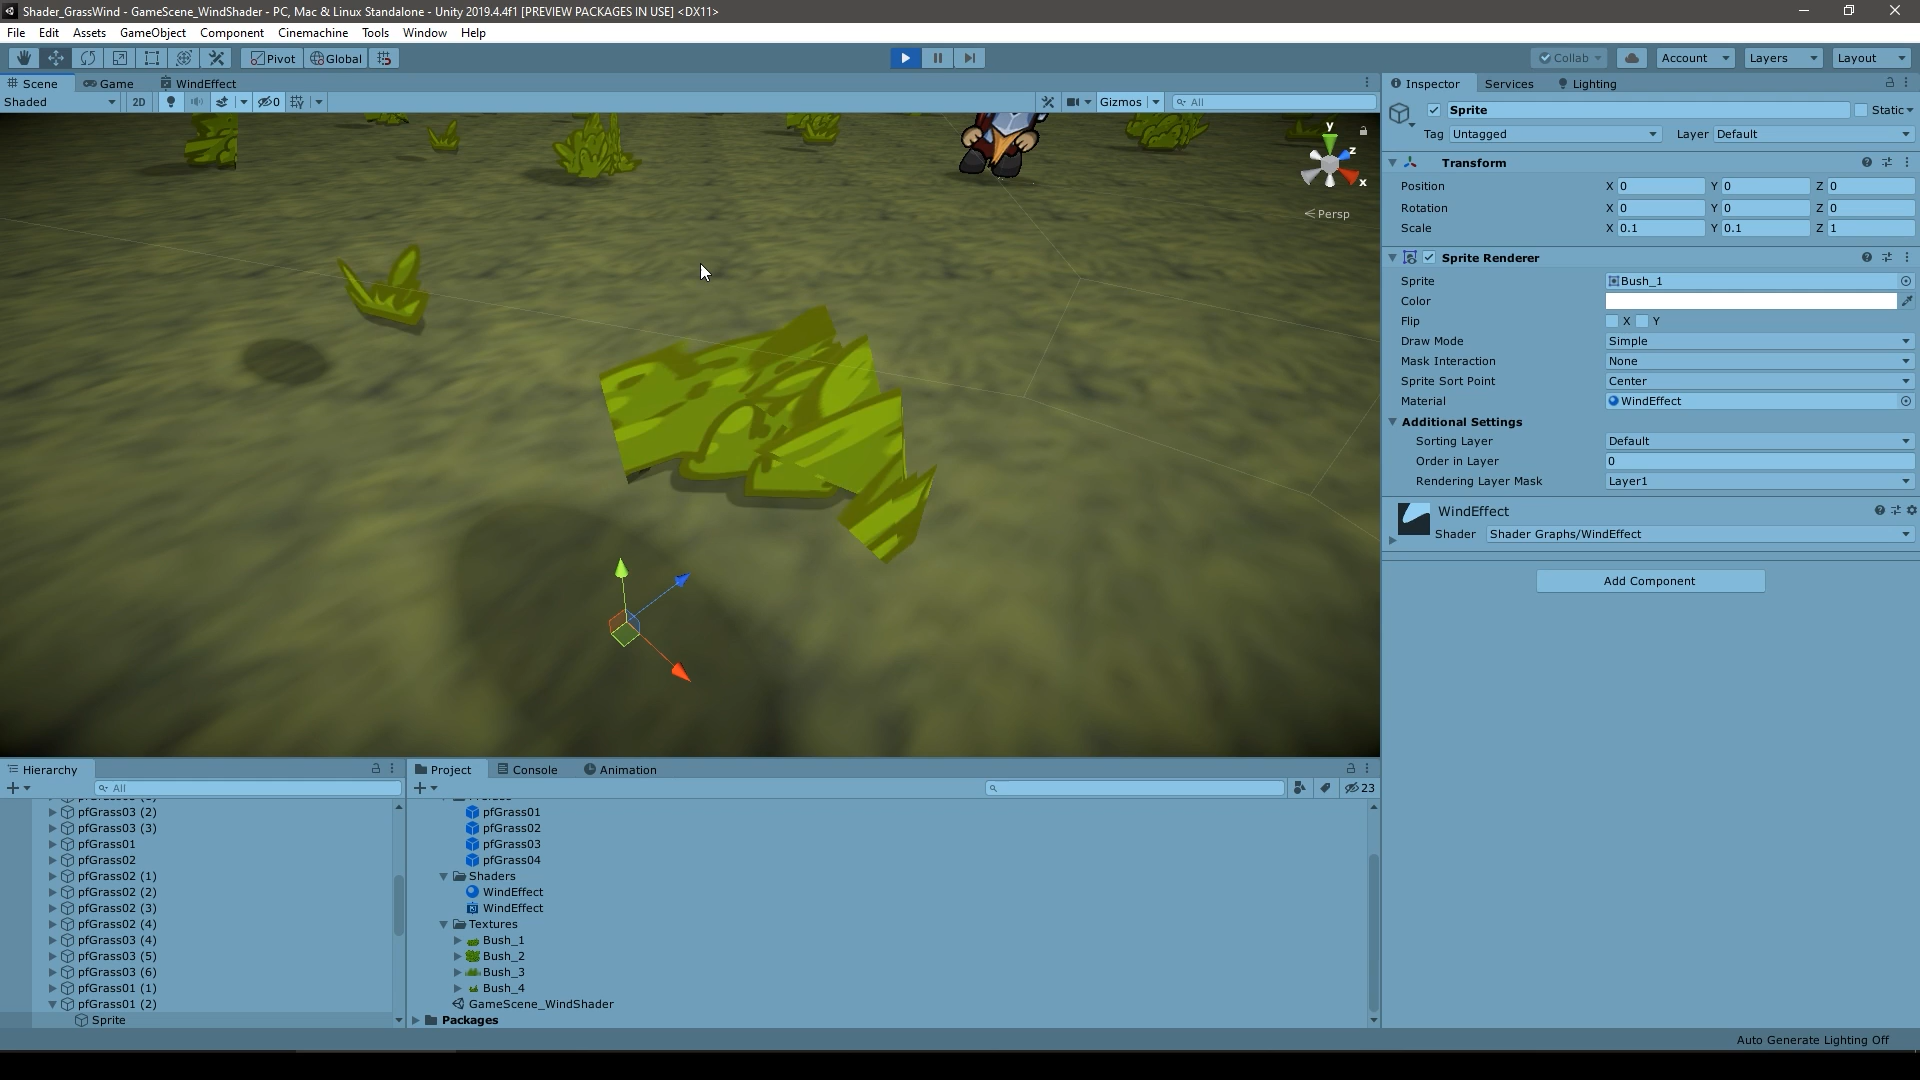 Shader_GrassWind - GameScene_WindShader - PC, Mac & Linux Standalone - Unity 2019.4.4f1 [PREVIEW PACKAGES IN USE] <DX11>
File Edit Assets GameObject Component Cinemachine Tools Window Help
Pivot Global Collab Account Layers Layout
Scene Game WindEffect
Shaded 2D 0 Gizmos All
y
z
x
Persp
Inspector Services Lighting
Sprite Static
Tag Untagged Layer Default
Transform
Position X 0 Y 0 Z 0
Rotation X 0 Y 0 Z 0
Scale X 0.1 Y 0.1 Z 1
Sprite Renderer
Sprite Bush_1
Color
Flip X Y
Draw Mode Simple
Mask Interaction None
Sprite Sort Point Center
Material WindEffect
Additional Settings
Sorting Layer Default
Order in Layer 0
Rendering Layer Mask Layer1
WindEffect
Shader Shader Graphs/WindEffect
Add Component
Hierarchy
All
pfGrass03 (2)
pfGrass03 (3)
pfGrass01
pfGrass02
pfGrass02 (1)
pfGrass02 (2)
pfGrass02 (3)
pfGrass02 (4)
pfGrass03 (4)
pfGrass03 (5)
pfGrass03 (6)
pfGrass01 (1)
pfGrass01 (2)
Sprite
Project Console Animation
23
pfGrass01
pfGrass02
pfGrass03
pfGrass04
Shaders
WindEffect
WindEffect
Textures
Bush_1
Bush_2
Bush_3
Bush_4
GameScene_WindShader
Packages
Auto Generate Lighting Off